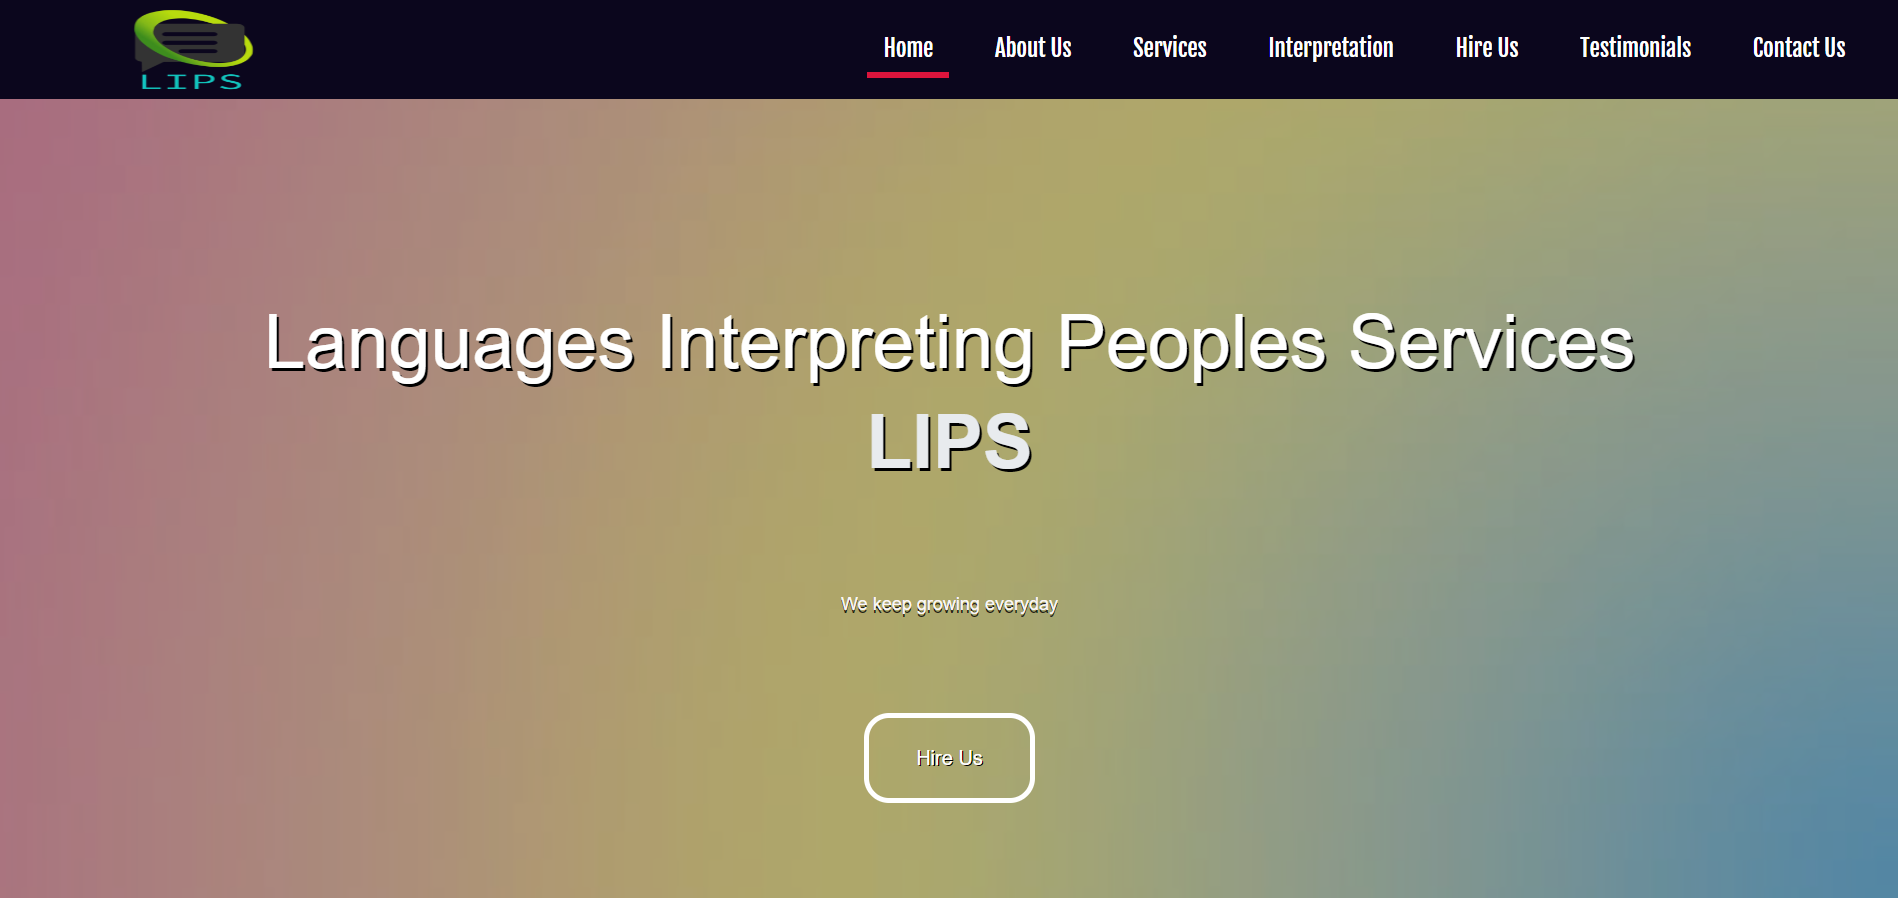 LIPS
Home About Us Services Interpretation Hire Us Testimonials Contact Us
Languages Interpreting Peoples Services
LIPS
We keep growing everyday
Hire Us